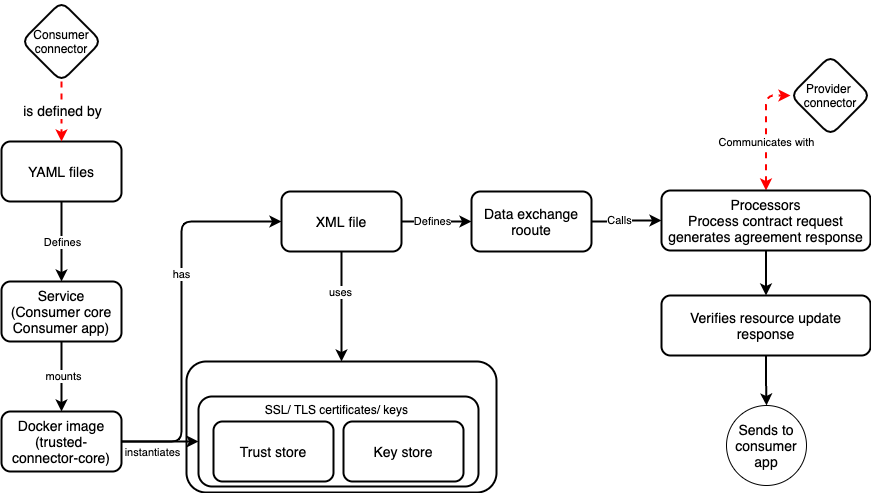 Consumer
connector
is defined by
YAML files
Defines
Service
(Consumer core
Consumer app)
mounts
Docker image
(trusted-
connector-core)
instantiates
has
XML file
uses
SSL/ TLS certificates/ keys
Trust store
Key store
Defines
Data exchange
rooute
Calls
Provider
connector
Communicates with
Processors
Process contract request
generates agreement response
Verifies resource update
response
Sends to
consumer
app